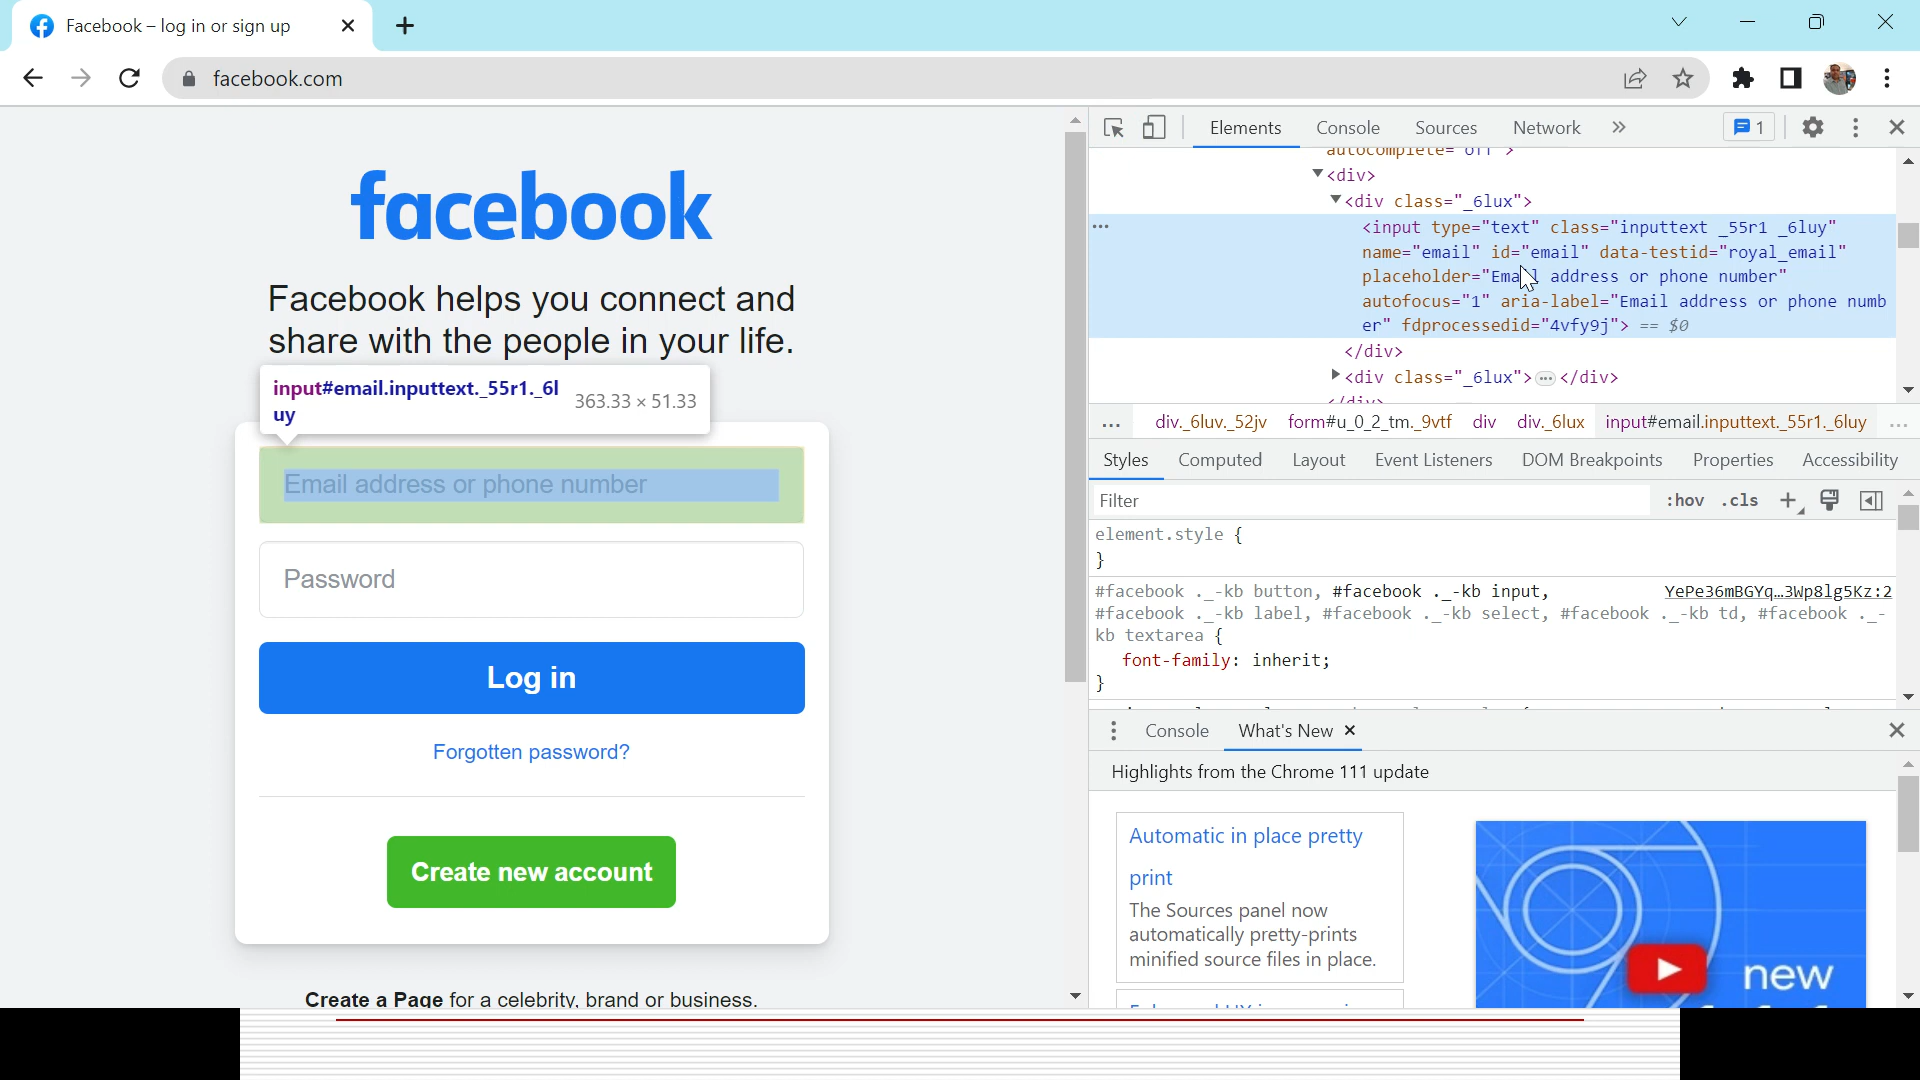 Facebook – log in or sign up
facebook.com
facebook
Facebook helps you connect and
share with the people in your life.
input#email.inputtext._55r1._6l
uy
363.33 × 51.33
Email address or phone number
Password
Log in
Forgotten password?
Create new account
Create a Page for a celebrity, brand or business.
Elements Console Sources Network » 1
autocomplete="off">
<div>
<div class="_6lux">
<input type="text" class="inputtext _55r1 _6luy"
name="email" id="email" data-testid="royal_email"
placeholder="Email address or phone number"
autofocus="1" aria-label="Email address or phone numb
er" fdprocessedid="4vfy9j"> == $0
</div>
<div class="_6lux">…</div>
</div>
… div._6luv._52jv form#u_0_2_tm._9vtf div div._6lux input#email.inputtext._55r1._6luy …
Styles Computed Layout Event Listeners DOM Breakpoints Properties Accessibility
Filter :hov .cls
element.style {
}
#facebook ._-kb button, #facebook ._-kb input, YePe36mBGYq…3Wp8lg5Kz:2
#facebook ._-kb label, #facebook ._-kb select, #facebook ._-kb td, #facebook ._-
kb textarea {
font-family: inherit;
}
Console What's New
Highlights from the Chrome 111 update
Automatic in place pretty
print
The Sources panel now
automatically pretty-prints
minified source files in place.
new